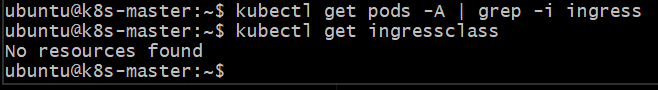 ubuntu@k8s-master:~$ kubectl get pods -A | grep -i ingress
ubuntu@k8s-master:~$ kubectl get ingressclass
No resources found
ubuntu@k8s-master:~$